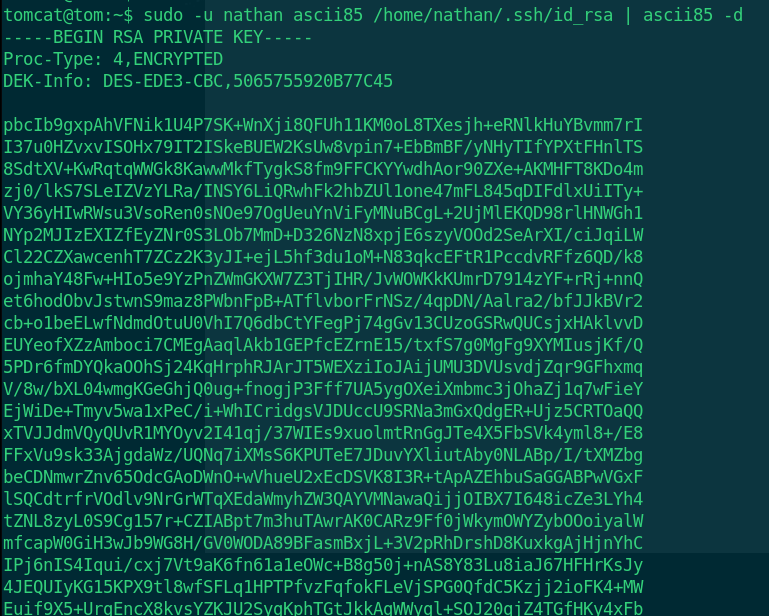 tomcat@tom:~$ sudo -u nathan ascii85 /home/nathan/.ssh/id_rsa | ascii85 -d
-----BEGIN RSA PRIVATE KEY-----
Proc-Type: 4,ENCRYPTED
DEK-Info: DES-EDE3-CBC,5065755920B77C45

pbcIb9gxpAhVFNik1U4P7SK+WnXji8QFUh11KM0oL8TXesjh+eRNlkHuYBvmm7rI
I37u0HZvxvISOHx79IT2ISkeBUEW2KsUw8vpin7+EbBmBF/yNHyTIfYPXtFHnlTS
8SdtXV+KwRqtqWWGk8KawwMkfTygkS8fm9FFCKYYwdhAor90ZXe+AKMHFT8KDo4m
zj0/lkS7SLeIZVzYLRa/INSY6LiQRwhFk2hbZUl1one47mFL845qDIFdlxUiITy+
VY36yHIwRWsu3VsoRen0sNOe97OgUeuYnViFyMNuBCgL+2UjMlEKQD98rlHNWGh1
NYp2MJIzEXIZfEyZNr0S3LOb7MmD+D326NzN8xpjE6szyVOOd2SeArXI/ciJqiLW
Cl22CZXawcenhT7ZCz2K3yJI+ejL5hf3du1oM+N83qkcEFtR1PccdvRFfz6QD/k8
ojmhaY48Fw+HIo5e9YzPnZWmGKXW7Z3TjIHR/JvWOWKkKUmrD7914zYF+rRj+nnQ
et6hodObvJstwnS9maz8PWbnFpB+ATflvborFrNSz/4qpDN/Aalra2/bfJJkBVr2
cb+o1beELwfNdmdOtuU0VhI7Q6dbCtYFegPj74gGv13CUzoGSRwQUCsjxHAklvvD
EUYeofXZzAmboci7CMEgAaqlAkb1GEPfcEZrnE15/txfS7g0MgFg9XYMIusjKf/Q
5PDr6fmDYQkaOOhSj24KqHrphRJArJT5WEXziIoJAijUMU3DVUsvdjZqr9GFhxmq
V/8w/bXL04wmgKGeGhjQ0ug+fnogjP3Fff7UA5ygOXeiXmbmc3jOhaZj1q7wFieY
EjWiDe+Tmyv5wa1xPeC/i+WhICridgsVJDUccU9SRNa3mGxQdgER+Ujz5CRTOaQQ
xTVJJdmVQyQUvR1MYOyv2I41qj/37WIEs9xuolmtRnGgJTe4X5FbSVk4yml8+/E8
FFxVu9sk33AjgdaWz/UQNq7iXMsS6KPUTeE7JDuvYXliutAby0NLABp/I/tXMZbg
beCDNmwrZnv65OdcGAoDWnO+wVhueU2xEcDSVK8I3R+tApAZEhbuSaGGABPwVGxF
lSQCdtrfrVOdlv9NrGrWTqXEdaWmyhZW3QAYVMNawaQijjOIBX7I648icZe3LYh4
tZNL8zyL0S9Cg157r+CZIABpt7m3huTAwrAK0CARz9Ff0jWkymOWYZybOOoiyalW
mfcapW0GiH3wJb9WG8H/GV0WODA89BFasmBxjL+3V2pRhDrshD8KuxkgAjHjnYhC
IPj6nIS4Iqui/cxj7Vt9aK6fn61a1eOWc+B8g50j+nAS8Y83Lu8iaJ67HFHrKsJy
4JEQUIyKG15KPX9tl8wfSFLq1HPTPfvzFqfokFLeVjSPG0QfdC5Kzjj2ioFK4+MW
Euif9X5+UrgEncX8kvsYZKJU2SyqKphTGtJkkAqWWyql+SOJ20qjZ4TGfHKy4xFb